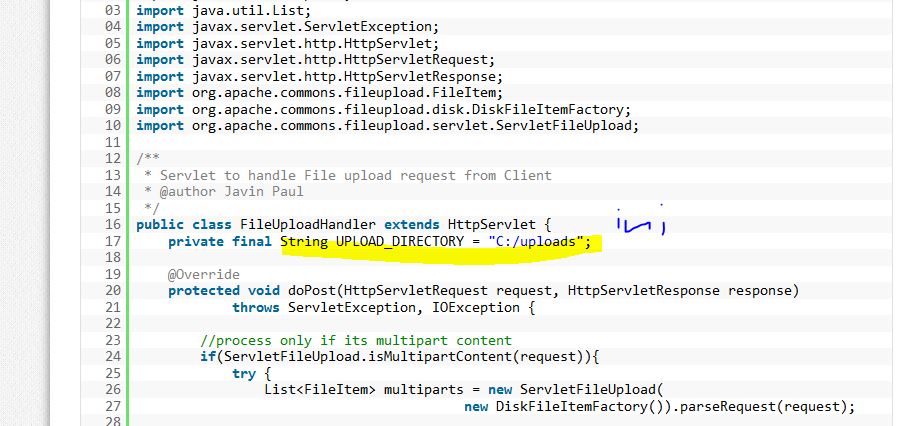 03 import java.util.List;
04 import javax.servlet.ServletException;
05 import javax.servlet.http.HttpServlet;
06 import javax.servlet.http.HttpServletRequest;
07 import javax.servlet.http.HttpServletResponse;
08 import org.apache.commons.fileupload.FileItem;
09 import org.apache.commons.fileupload.disk.DiskFileItemFactory;
10 import org.apache.commons.fileupload.servlet.ServletFileUpload;
11
12 /**
13  * Servlet to handle File upload request from Client
14  * @author Javin Paul
15  */
16 public class FileUploadHandler extends HttpServlet { ini
17     private final String UPLOAD_DIRECTORY = "C:/uploads";
18
19     @Override
20     protected void doPost(HttpServletRequest request, HttpServletResponse response)
21             throws ServletException, IOException {
22
23         //process only if its multipart content
24         if(ServletFileUpload.isMultipartContent(request)){
25             try {
26                 List<FileItem> multiparts = new ServletFileUpload(
27                                          new DiskFileItemFactory()).parseRequest(request);
28